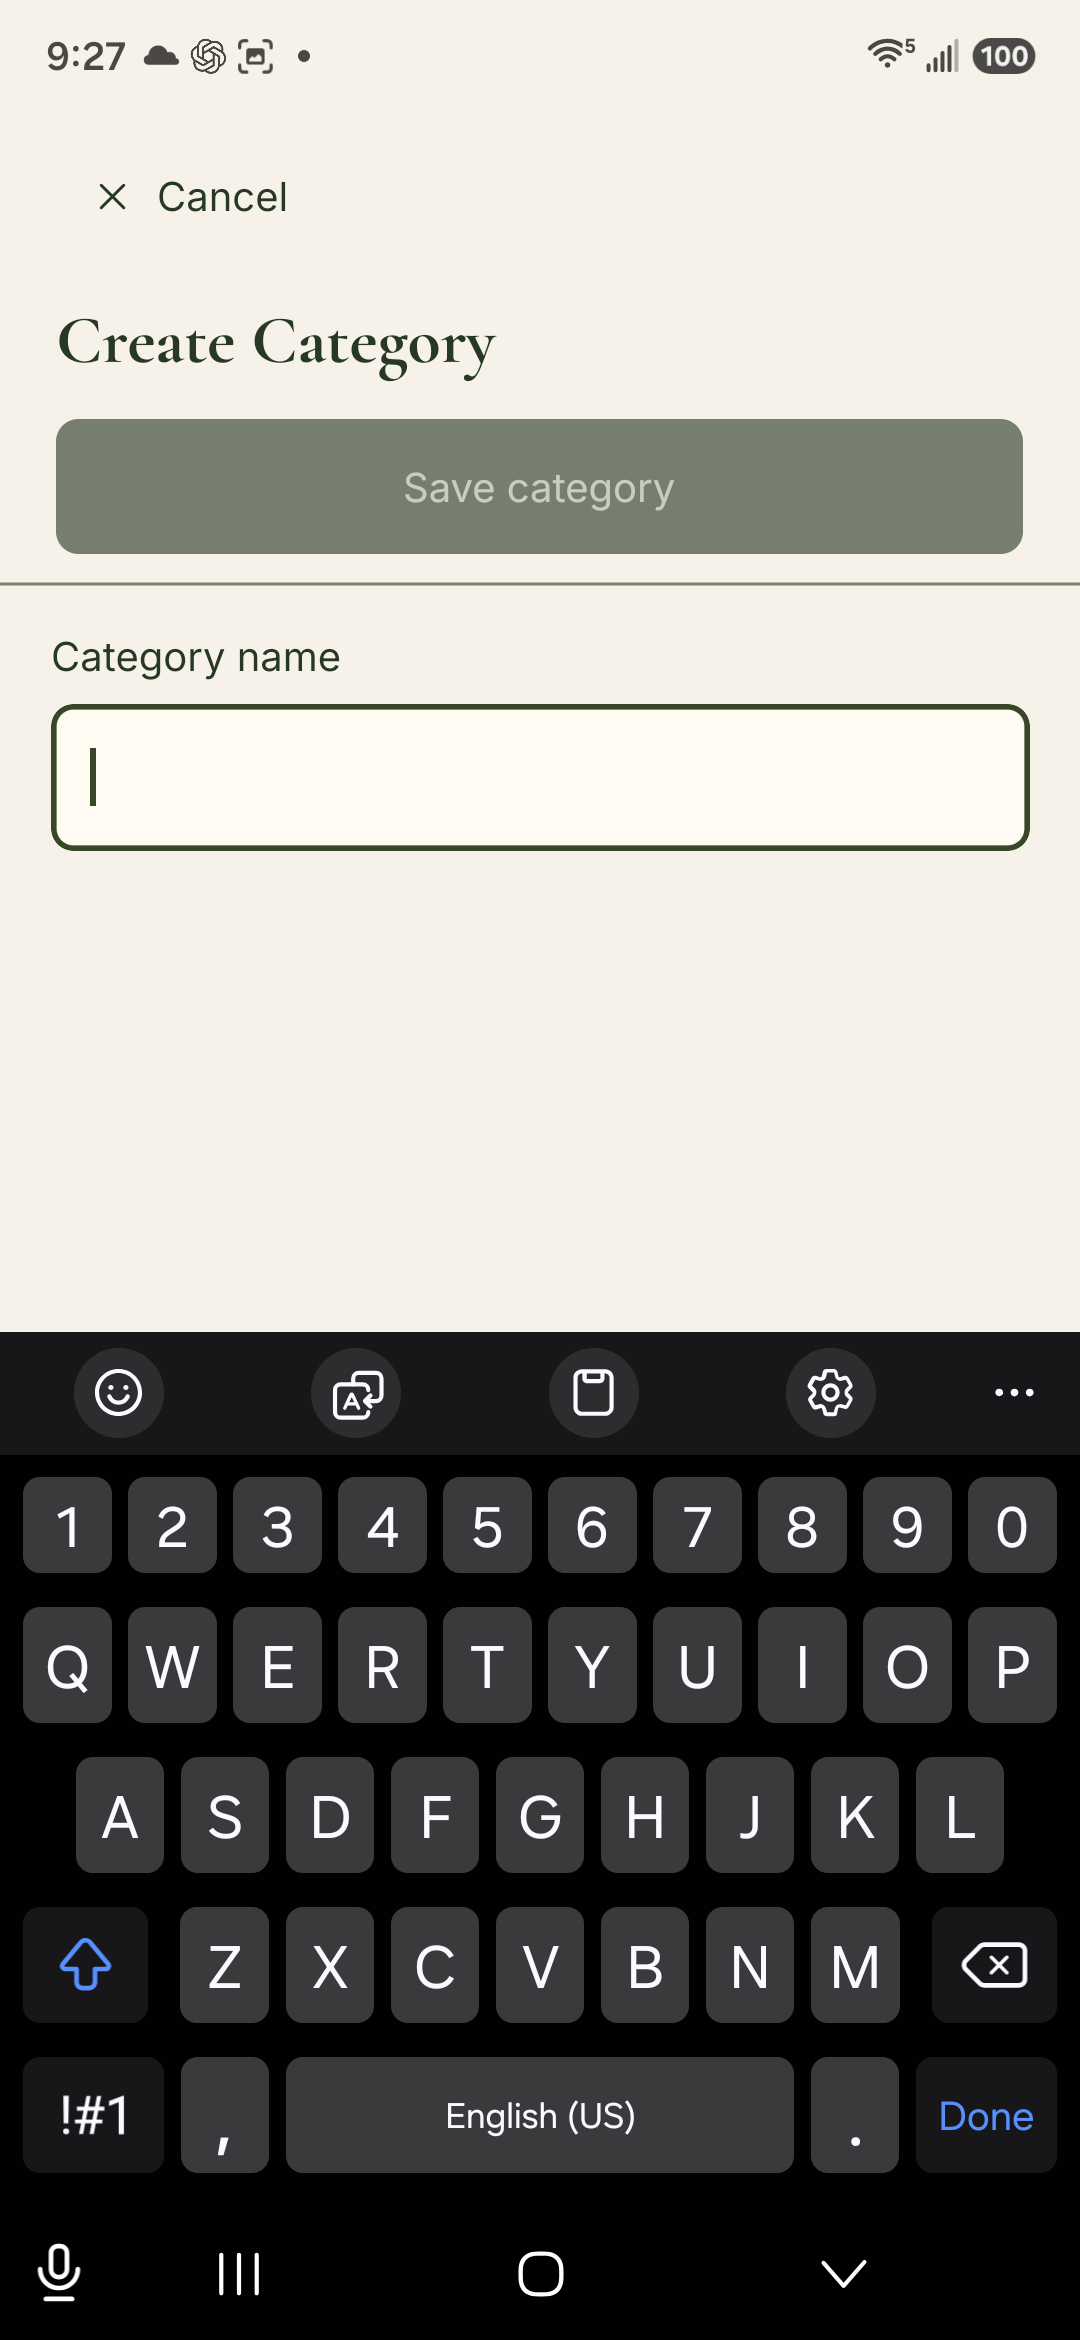 9:27
5
100
Cancel
Create Category
Save category
Category name
A
1 2 3 4 5 6 7 8 9 0
Q W E R T Y U I O P
A S D F G H J K L
Z X C V B N M
!#1 , English (US) . Done